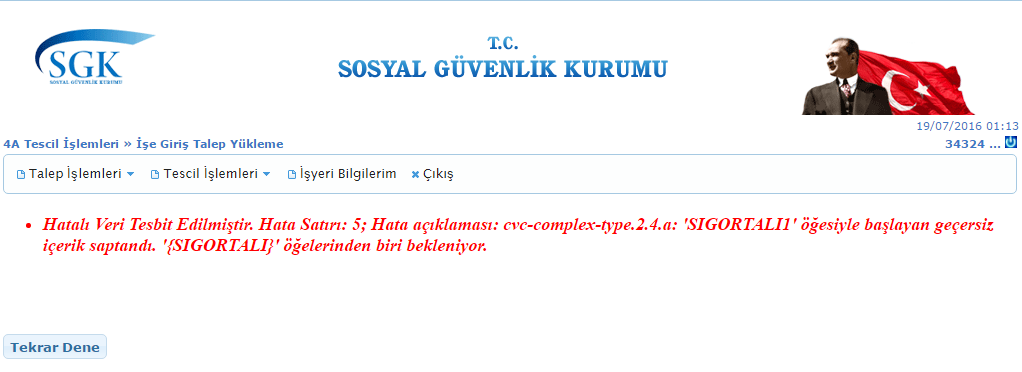 SGK
SOSYAL GÜVENLİK KURUMU
T.C.
SOSYAL GÜVENLİK KURUMU
19/07/2016 01:13
4A Tescil İşlemleri » İşe Giriş Talep Yükleme
34324 ...
Talep İşlemleri Tescil İşlemleri İşyeri Bilgilerim Çıkış
• Hatalı Veri Tesbit Edilmiştir. Hata Satırı: 5; Hata açıklaması: cvc-complex-type.2.4.a: 'SIGORTALI1' öğesiyle başlayan geçersiz
içerik saptandı. '{SIGORTALI}' öğelerinden biri bekleniyor.
Tekrar Dene